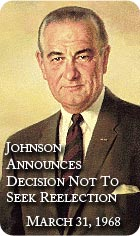 JOHNSON
ANNOUNCES
DECISION NOT TO
SEEK REELECTION
MARCH 31, 1968